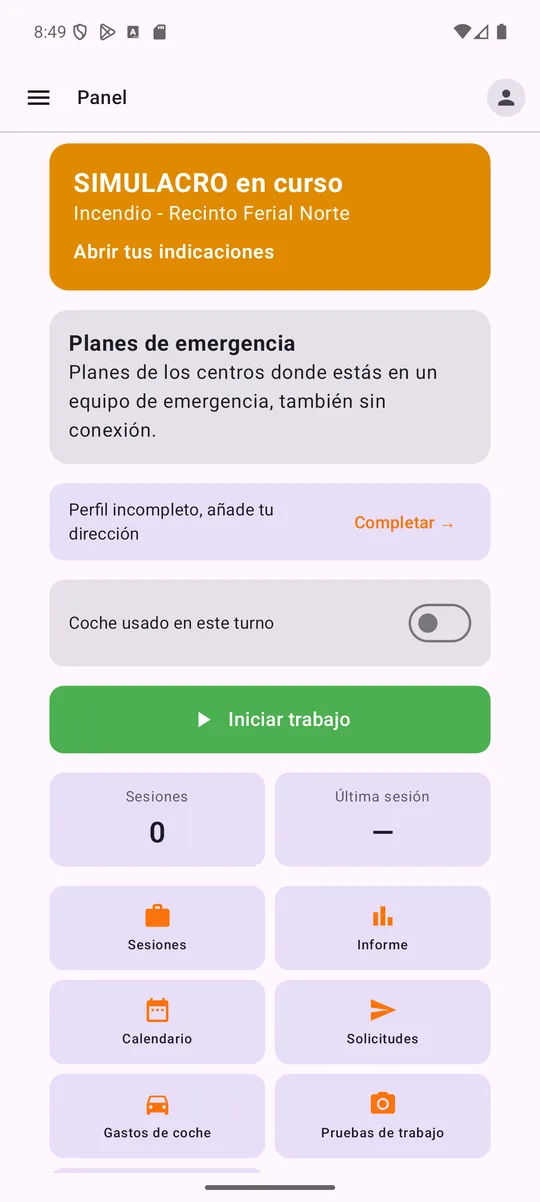 8:49
Panel
SIMULACRO en curso
Incendio - Recinto Ferial Norte
Abrir tus indicaciones
Planes de emergencia
Planes de los centros donde estás en un
equipo de emergencia, también sin
conexión.
Perfil incompleto, añade tu
dirección
Completar →
Coche usado en este turno
Iniciar trabajo
Sesiones
Última sesión
0
—
Sesiones
Informe
Calendario
Solicitudes
Gastos de coche
Pruebas de trabajo